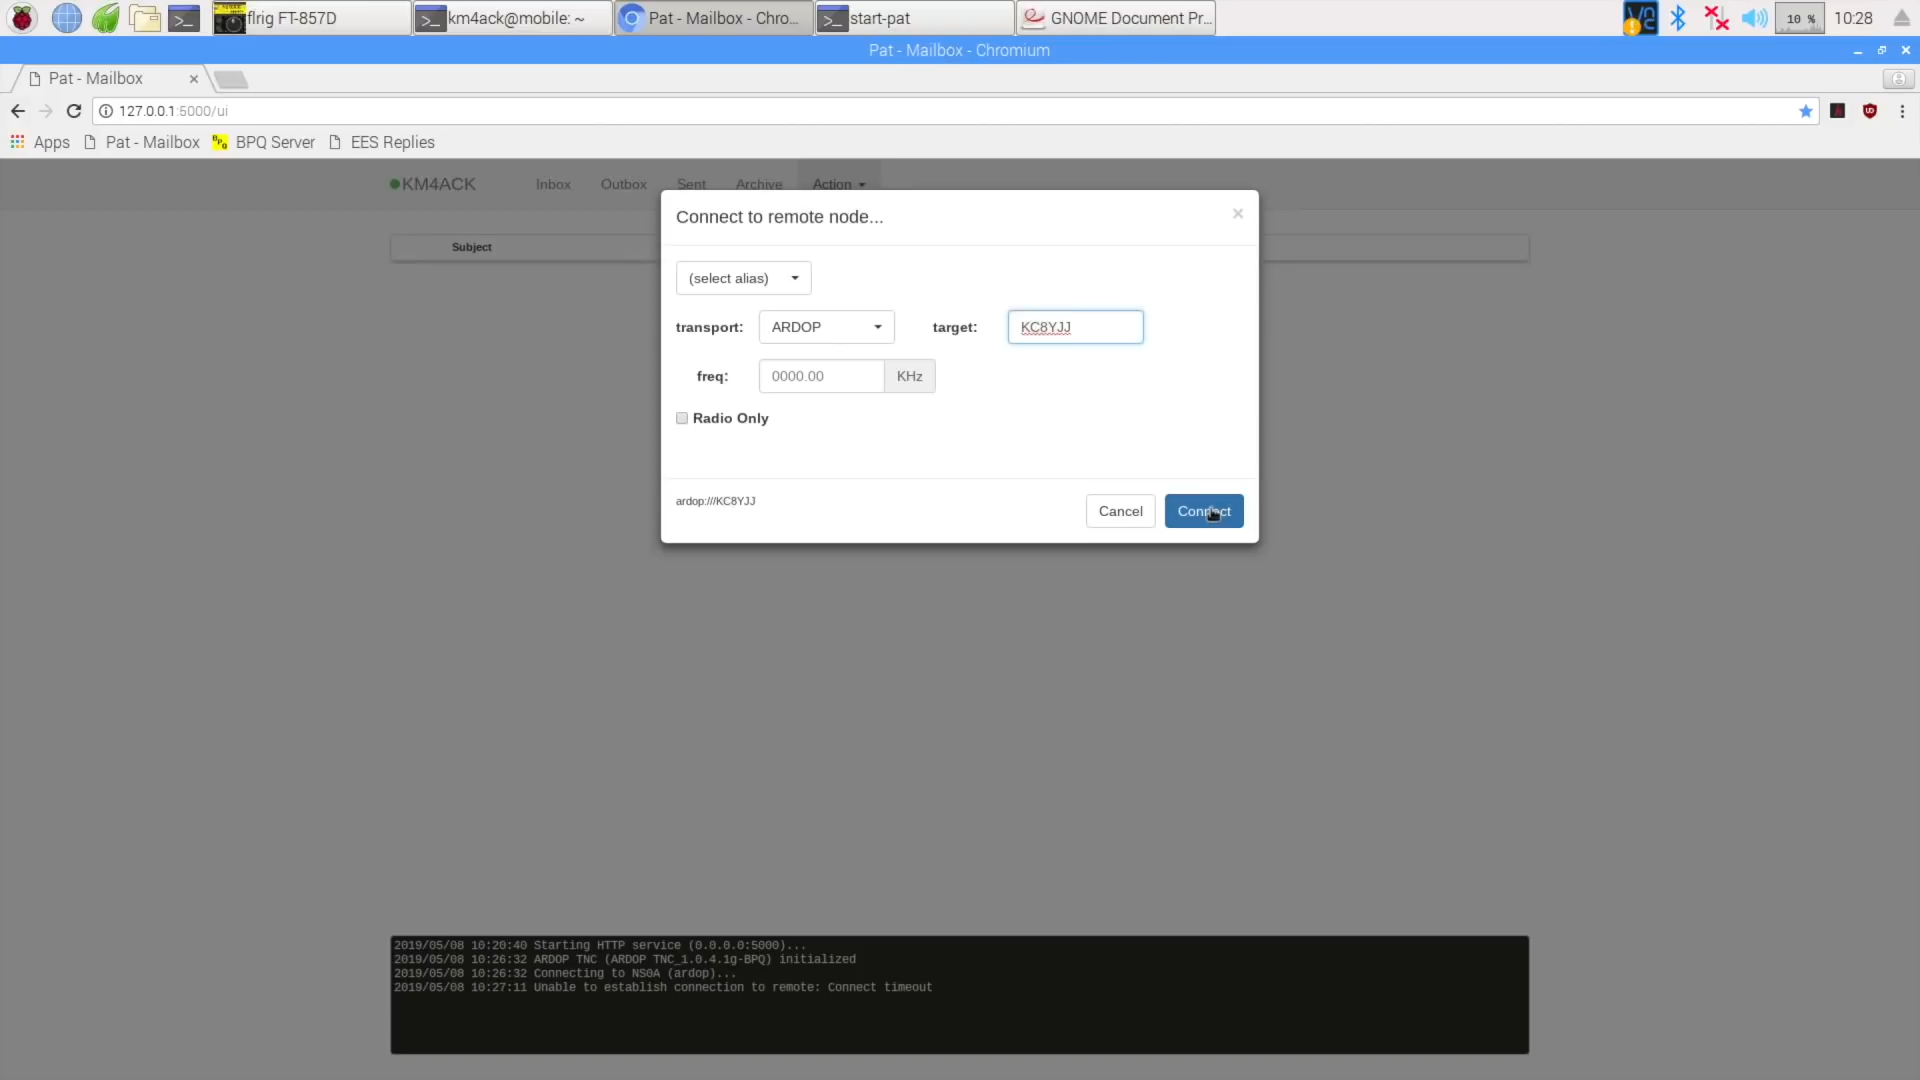 flrig FT-857D
km4ack@mobile: ~
Pat - Mailbox - Chro...
start-pat
GNOME Document Pr...
10 %
10:28
Pat - Mailbox - Chromium
Pat - Mailbox
127.0.0.1:5000/ui
Apps
Pat - Mailbox
BPQ Server
EES Replies
KM4ACK
Inbox
Outbox
Sent
Archive
Action
Subject
Connect to remote node...
×
(select alias)
transport:
ARDOP
target:
KC8YJJ
freq:
0000.00
KHz
Radio Only
ardop:///KC8YJJ
Cancel
Connect
2019/05/08 10:20:40 Starting HTTP service (0.0.0.0:5000)...
2019/05/08 10:26:32 ARDOP TNC (ARDOP TNC_1.0.4.1g-BPQ) initialized
2019/05/08 10:26:32 Connecting to NS0A (ardop)...
2019/05/08 10:27:11 Unable to establish connection to remote: Connect timeout